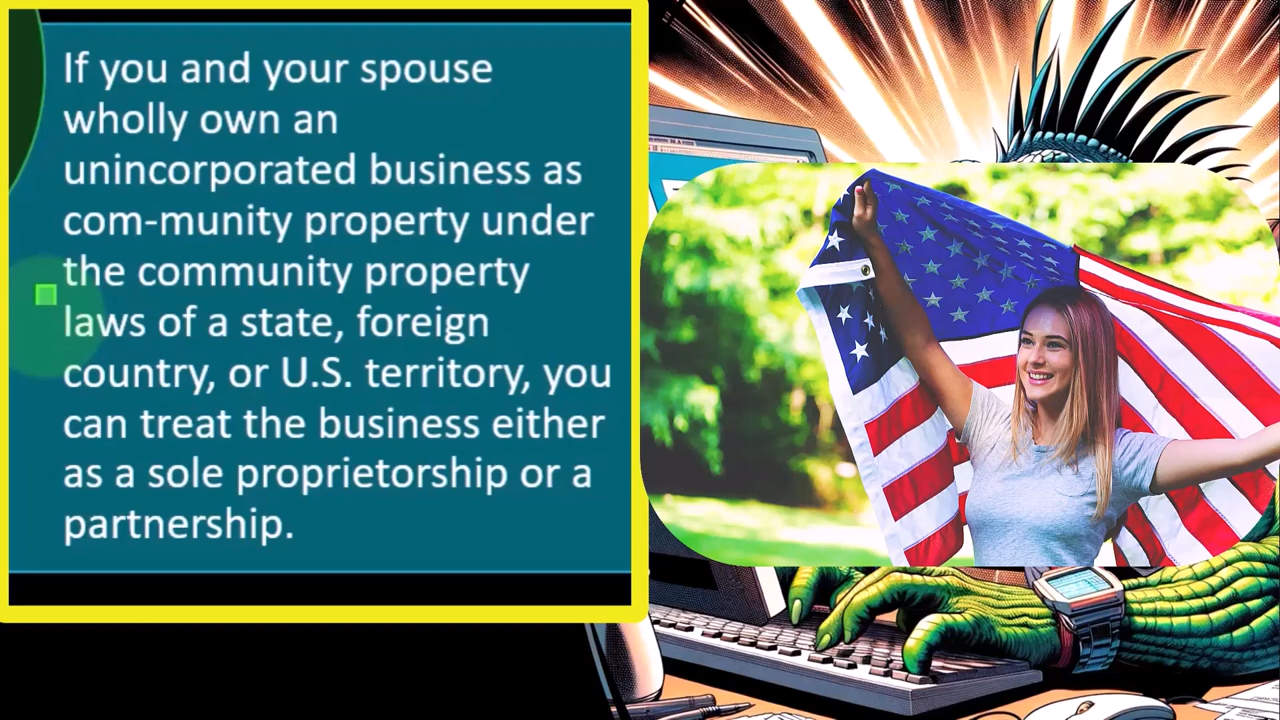 If you and your spouse
wholly own an
unincorporated business as
com-munity property under
the community property
laws of a state, foreign
country, or U.S. territory, you
can treat the business either
as a sole proprietorship or a
partnership.